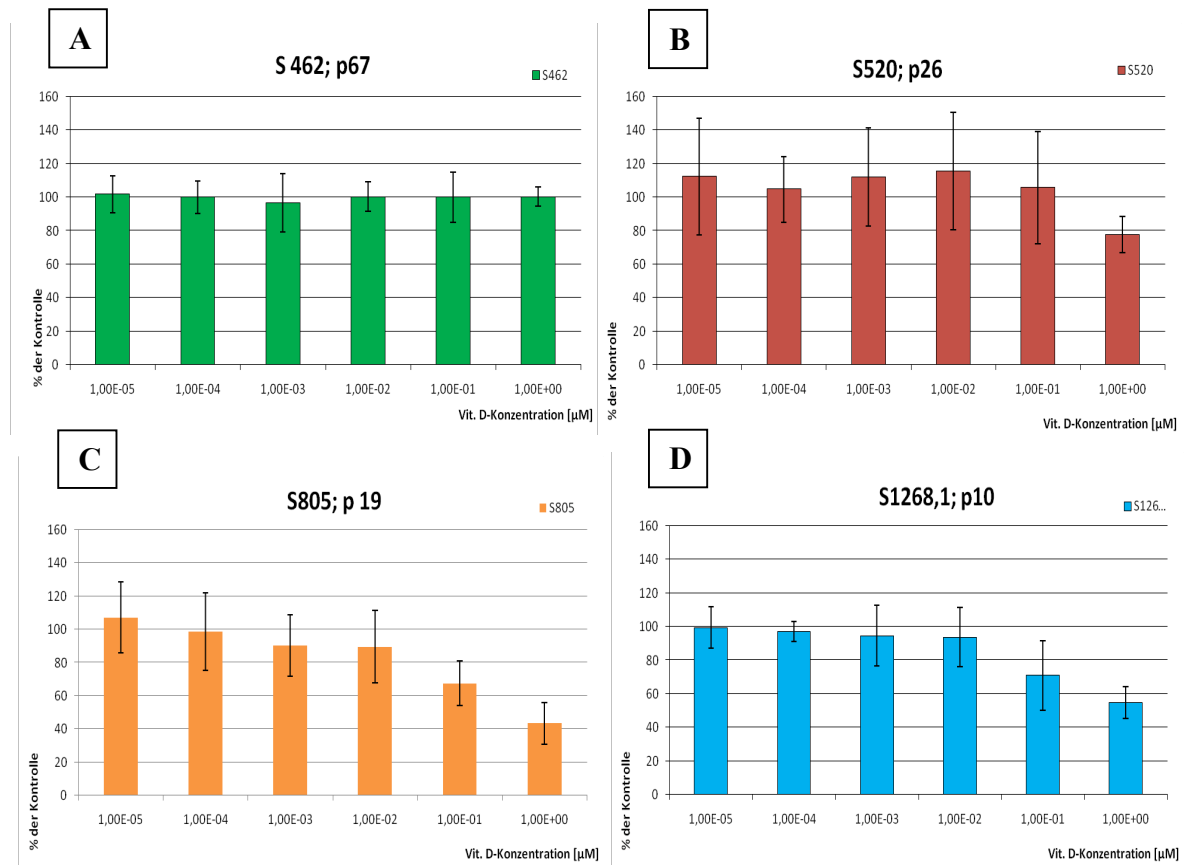 A
S 462; p67
S462
160
140
120
100
80
60
40
20
0
% der Kontrolle
1,00E-05 1,00E-04 1,00E-03 1,00E-02 1,00E-01 1,00E+00
Vit. D-Konzentration [µM]
B
S520; p26
S520
160
140
120
100
80
60
40
20
0
% der Kontrolle
1,00E-05 1,00E-04 1,00E-03 1,00E-02 1,00E-01 1,00E+00
Vit. D-Konzentration [µM]
C
S805; p 19
S805
160
140
120
100
80
60
40
20
0
% der Kontrolle
1,00E-05 1,00E-04 1,00E-03 1,00E-02 1,00E-01 1,00E+00
Vit. D-Konzentration [µM]
D
S1268,1; p10
S126...
160
140
120
100
80
60
40
20
0
% der Kontrolle
1,00E-05 1,00E-04 1,00E-03 1,00E-02 1,00E-01 1,00E+00
Vit. D-Konzentration [µM]